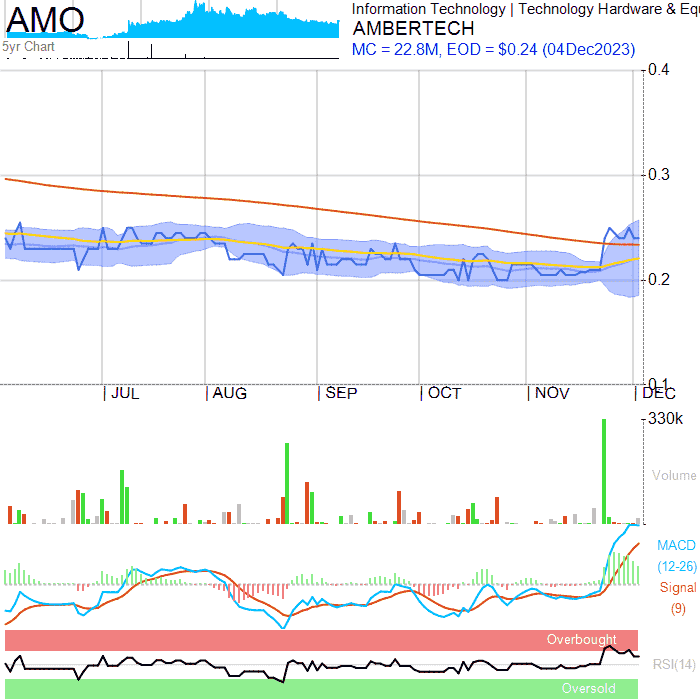 AMO
Information Technology | Technology Hardware & Equ
AMBERTECH
5yr Chart
MC = 22.8M, EOD = $0.24 (04Dec2023)
0.4
0.3
0.2
0.1
JUL
AUG
SEP
OCT
NOV
DEC
330k
Volume
MACD
(12-26)
Signal
(9)
Overbought
RSI(14)
Oversold